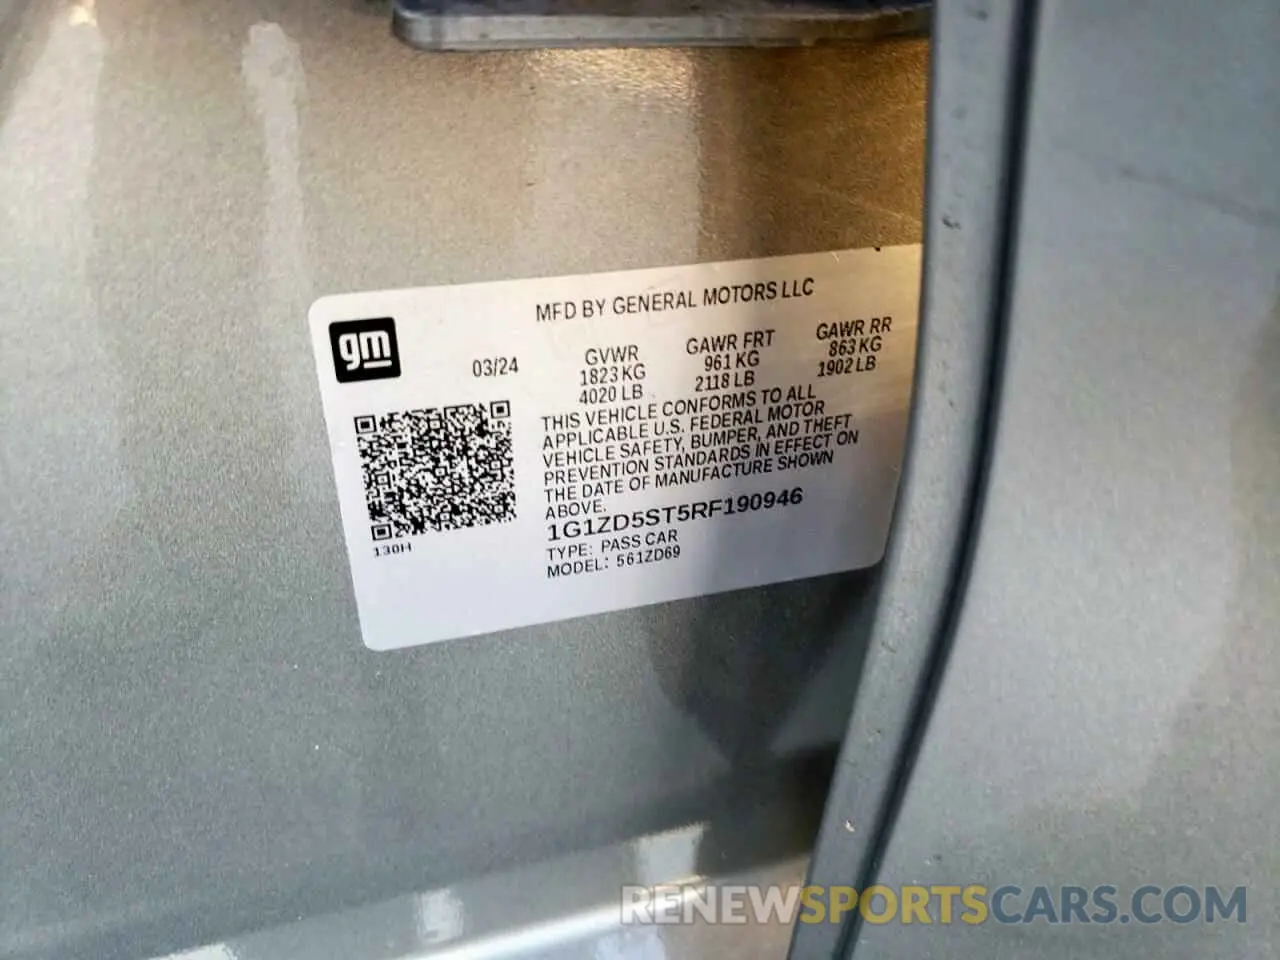 MFD BY GENERAL MOTORS LLC
gm
03/24
GVWR
1823 KG
4020 LB
GAWR FRT
961 KG
2118 LB
GAWR RR
863 KG
1902 LB
THIS VEHICLE CONFORMS TO ALL
APPLICABLE U.S. FEDERAL MOTOR
VEHICLE SAFETY, BUMPER, AND THEFT
PREVENTION STANDARDS IN EFFECT ON
THE DATE OF MANUFACTURE SHOWN
ABOVE.
1G1ZD5ST5RF190946
TYPE: PASS CAR
MODEL: 561ZD69
130H
RENEWSPORTSCARS.COM